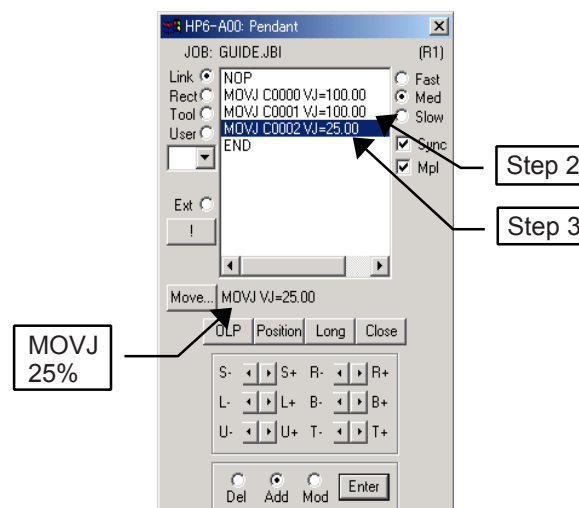 HP6-A00: Pendant
JOB: GUIDE.JBI (R1)
Link
Rect
Tool
User
Ext
!
NOP
MOVJ C0000 VJ=100.00
MOVJ C0001 VJ=100.00
MOVJ C0002 VJ=25.00
END
Fast
Med
Slow
Sync
Mpl
Step 2
Step 3
Move... MOVJ VJ=25.00
MOVJ
25%
OLP Position Long Close
S- S+ R- R+
L- L+ B- B+
U- U+ T- T+
Del Add Mod Enter